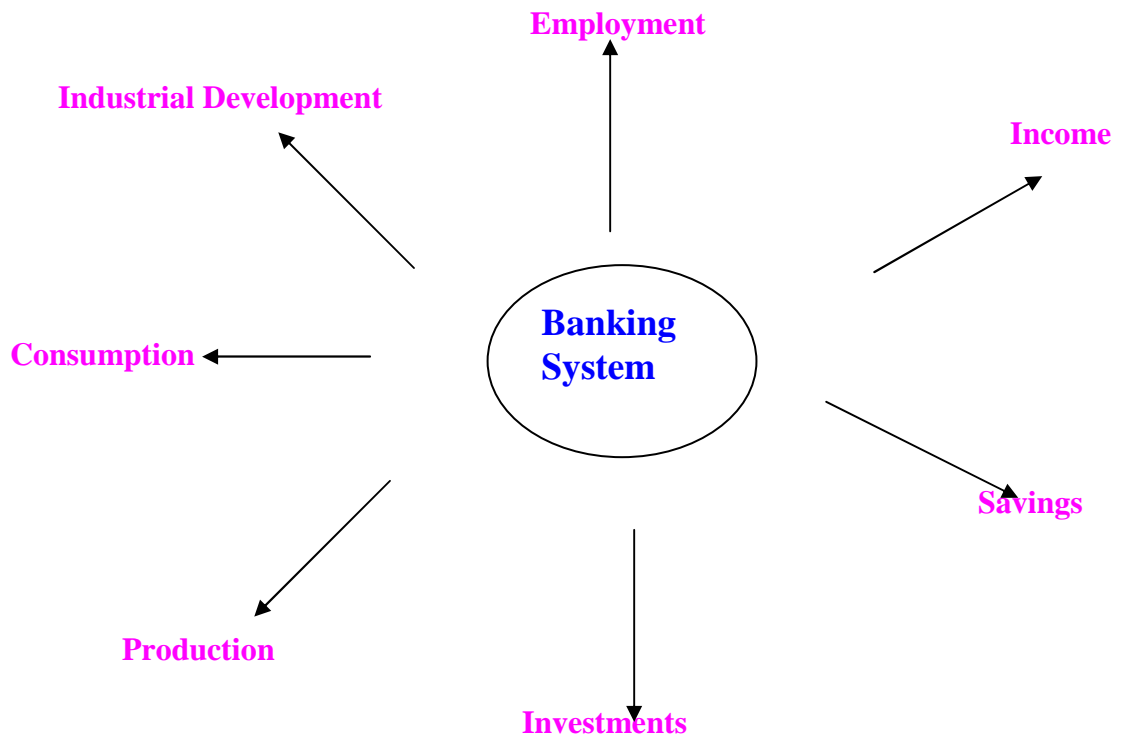 Employment
Industrial Development
Income
Banking
System
Consumption
Savings
Production
Investments